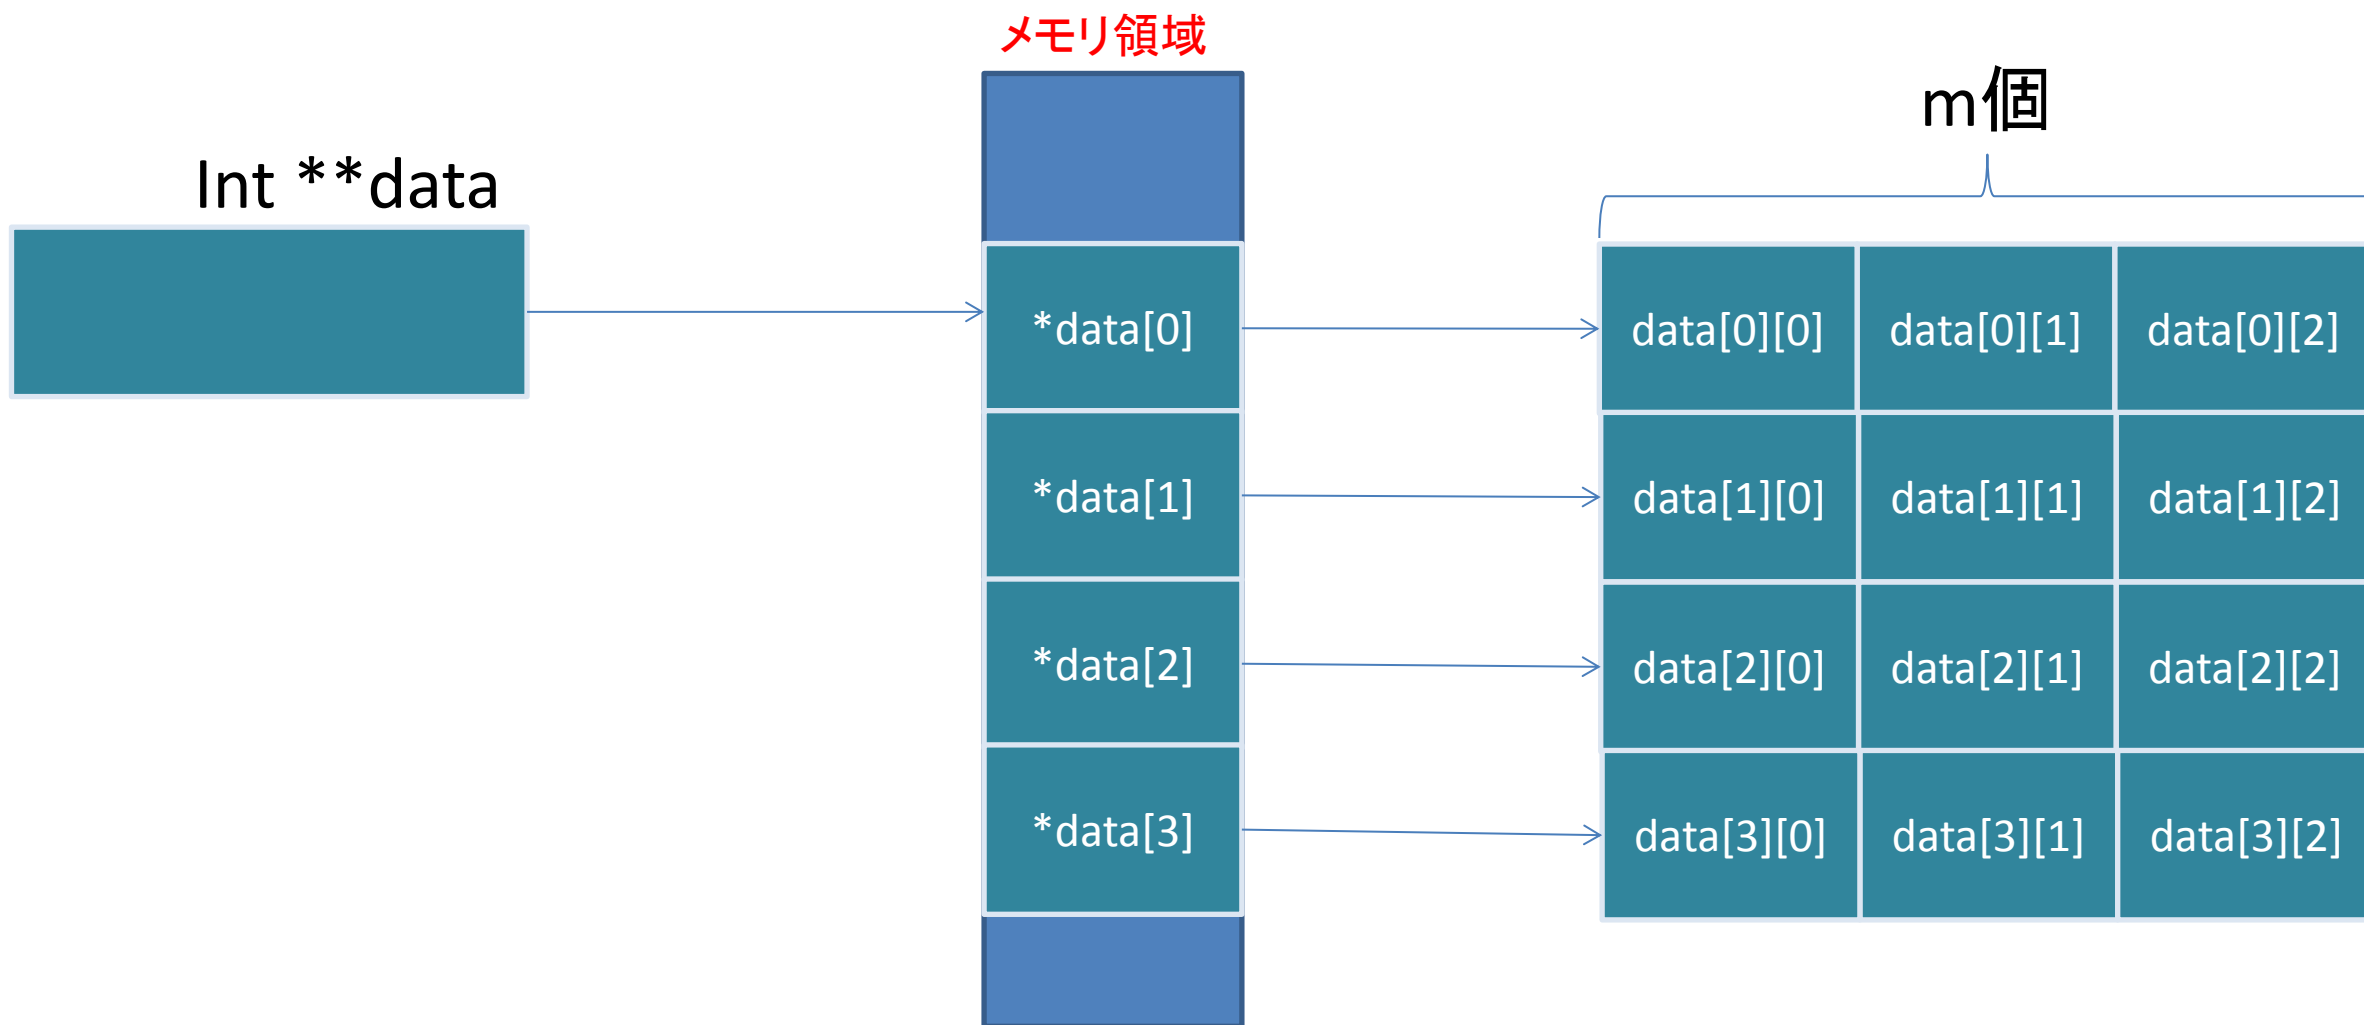 メモリ領域
m個
Int **data
*data[0]
data[0][0] data[0][1] data[0][2]
*data[1]
data[1][0] data[1][1] data[1][2]
*data[2]
data[2][0] data[2][1] data[2][2]
*data[3]
data[3][0] data[3][1] data[3][2]